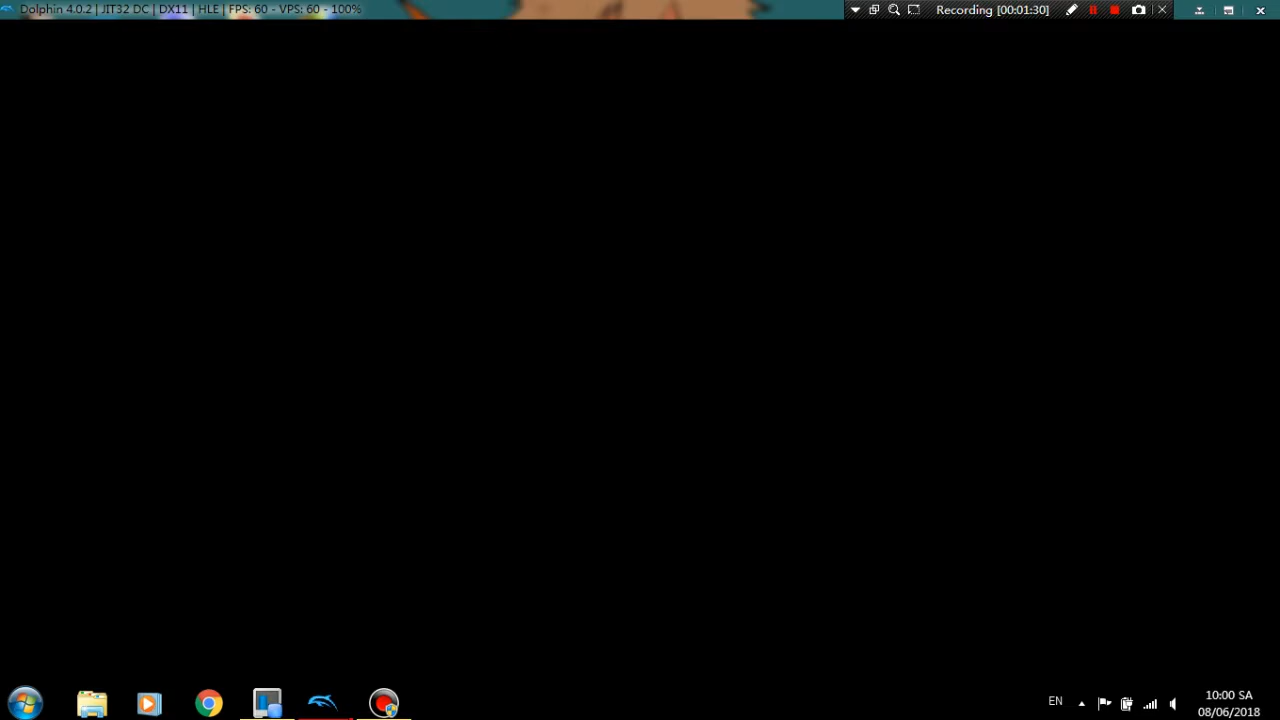 Dolphin 4.0.2 | JIT32 DC | DX11 | HLE | FPS: 60 - VPS: 60 - 100%
Recording [00:01:30]
EN
10:00 SA
08/06/2018